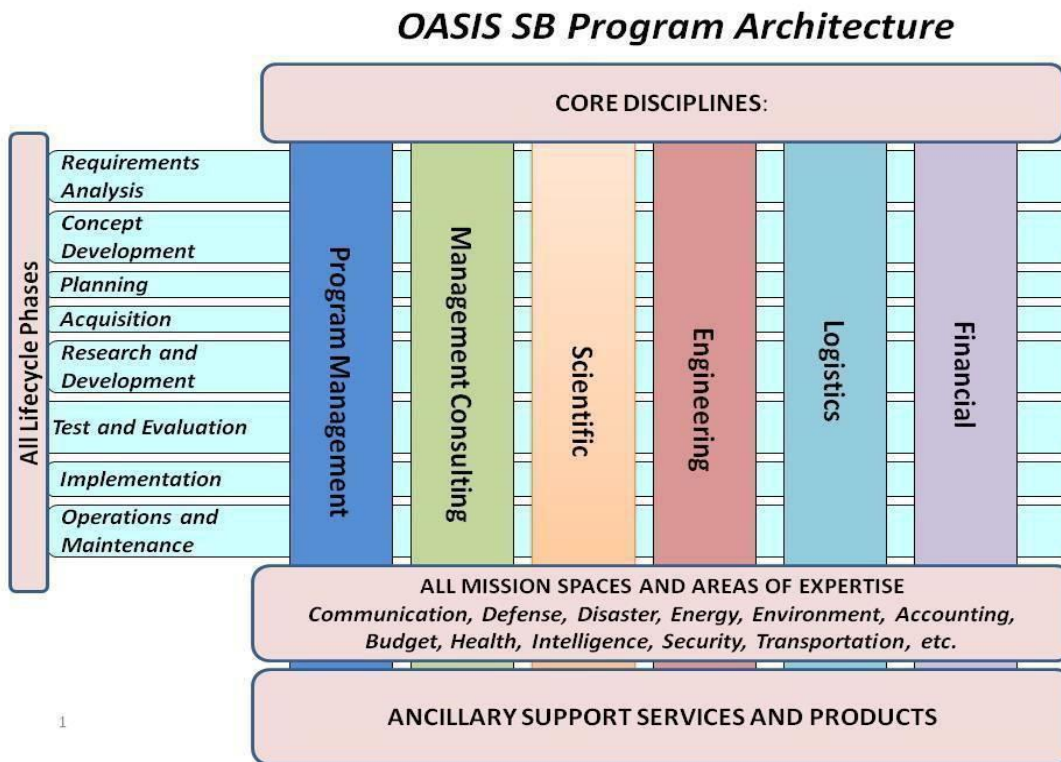 OASIS SB Program Architecture
CORE DISCIPLINES:
All Lifecycle Phases
Requirements
Analysis
Concept
Development
Planning
Acquisition
Research and
Development
Test and Evaluation
Implementation
Operations and
Maintenance
Program Management
Management Consulting
Scientific
Engineering
Logistics
Financial
ALL MISSION SPACES AND AREAS OF EXPERTISE
Communication, Defense, Disaster, Energy, Environment, Accounting,
Budget, Health, Intelligence, Security, Transportation, etc.
ANCILLARY SUPPORT SERVICES AND PRODUCTS
1